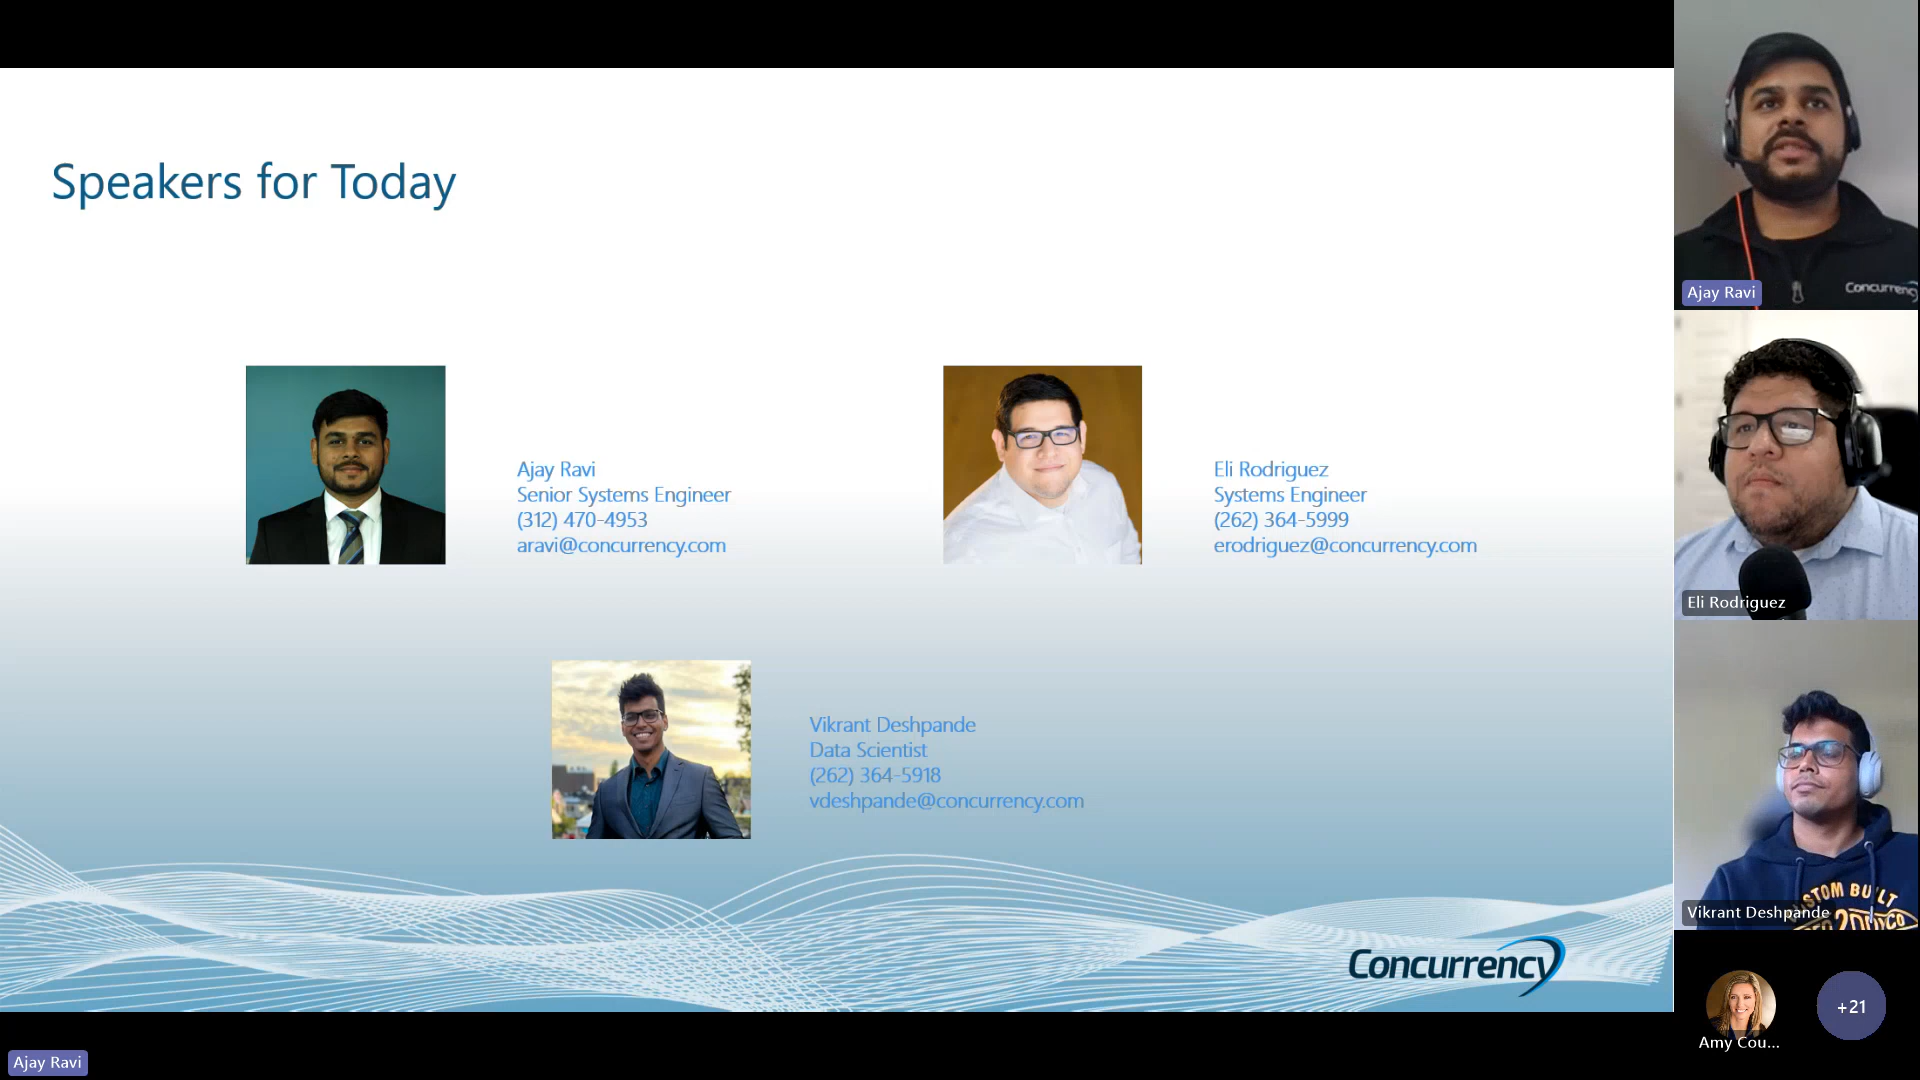 Speakers for Today
Ajay Ravi
Senior Systems Engineer
(312) 470-4953
aravi@concurrency.com
Eli Rodriguez
Systems Engineer
(262) 364-5999
erodriguez@concurrency.com
Vikrant Deshpande
Data Scientist
(262) 364-5918
vdeshpande@concurrency.com
Concurrency
Ajay Ravi
Concurrency
Ajay Ravi
Eli Rodriguez
BUILT
Vikrant Deshpande
Amy Cou...
+21